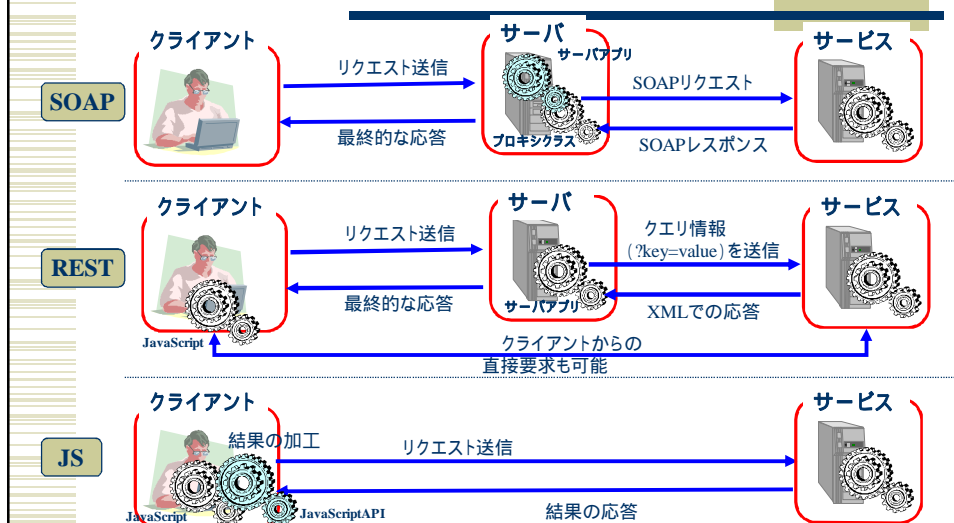 SOAP
クライアント
リクエスト送信
最終的な応答
サーバ
サーバアプリ
プロキシクラス
SOAPリクエスト
SOAPレスポンス
サービス
REST
クライアント
JavaScript
リクエスト送信
最終的な応答
サーバ
サーバアプリ
クエリ情報
(?key=value)を送信
XMLでの応答
サービス
クライアントからの
直接要求も可能
JS
クライアント
結果の加工
JavaScript
JavaScriptAPI
リクエスト送信
結果の応答
サービス